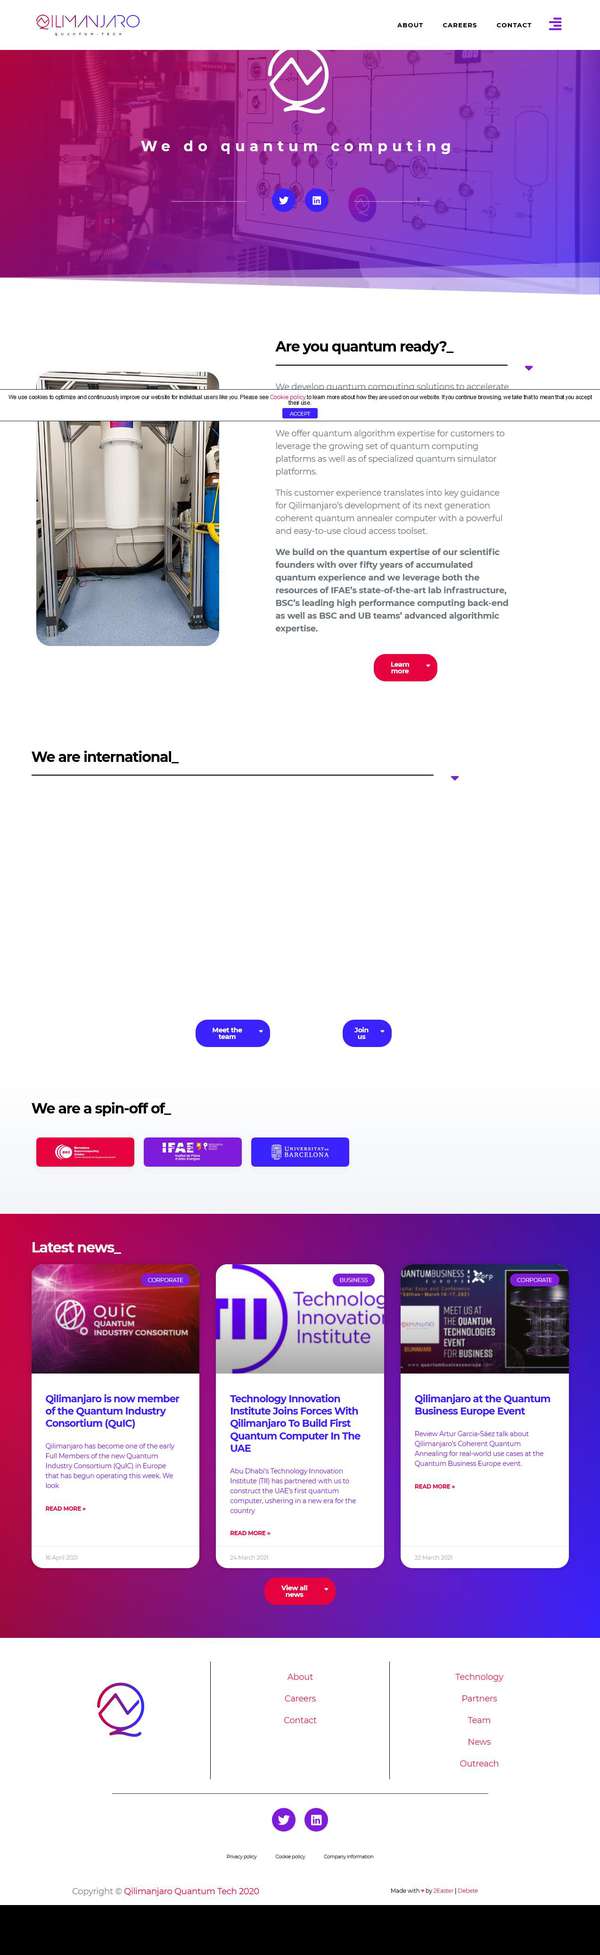 QILIMANJARO
QUANTUM·TECH
ABOUT
CAREERS
CONTACT
We do quantum computing
Are you quantum ready?_
We develop quantum computing solutions to accelerate
We use cookies to optimize and continuously improve our website for individual users like you. Please see Cookie policy to learn more about how they are used on our website. If you continue browsing, we take that to mean that you accept
their use.
ACCEPT
We offer quantum algorithm expertise for customers to
leverage the growing set of quantum computing
platforms as well as of specialized quantum simulator
platforms.
This customer experience translates into key guidance
for Qilimanjaro's development of its next generation
coherent quantum annealer computer with a powerful
and easy-to-use cloud access toolset.
We build on the quantum expertise of our scientific
founders with over fifty years of accumulated
quantum experience and we leverage both the
resources of IFAE's state-of-the-art lab infrastructure,
BSC's leading high performance computing back-end
as well as BSC and UB teams' advanced algorithmic
expertise.
Learn
more
We are international_
Meet the
team
Join
us
We are a spin-off of_
IFAE
UNIVERSITAT DE
BARCELONA
Latest news_
CORPORATE
QUIC
QUANTUM
INDUSTRY CONSORTIUM
Qilimanjaro is now member
of the Quantum Industry
Consortium (QuIC)
Qilimanjaro has become one of the early
Full Members of the new Quantum
Industry Consortium (QuIC) in Europe
that has begun operating this week. We
look
READ MORE »
16 April 2021
BUSINESS
TII
Technolog
Innovation
Institute
Technology Innovation
Institute Joins Forces With
Qilimanjaro To Build First
Quantum Computer In The
UAE
Abu Dhabi's Technology Innovation
Institute (TII) has partnered with us to
construct the UAE's first quantum
computer, ushering in a new era for the
country
READ MORE »
24 March 2021
CORPORATE
QUANTUMBUSINESS
EUROPE
corp
MEET US AT
THE QUANTUM
TECHNOLOGIES
EVENT
FOR BUSINESS
www.quantumbusinesseurope.com
Qilimanjaro at the Quantum
Business Europe Event
Review Artur Garcia-Sáez talk about
Qilimanjaro's Coherent Quantum
Annealing for real-world use cases at the
Quantum Business Europe event.
READ MORE »
22 March 2021
View all
news
About
Careers
Contact
Technology
Partners
Team
News
Outreach
Privacy policy
Cookie policy
Company information
Copyright © Qilimanjaro Quantum Tech 2020
Made with ♥ by 2Easter | Debete